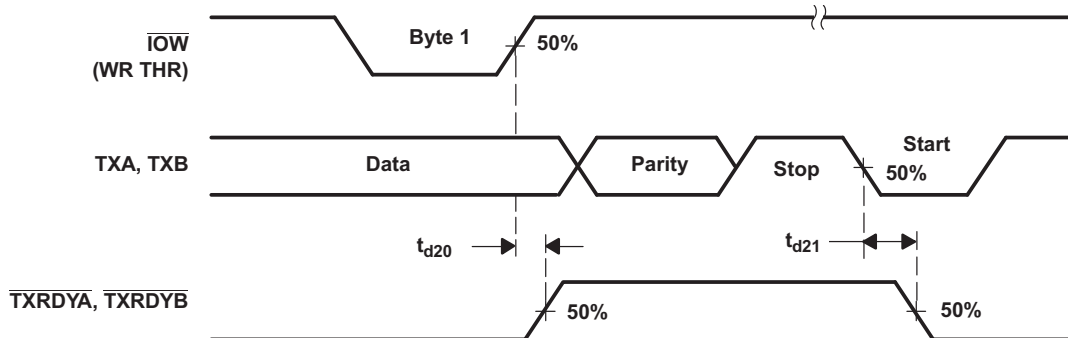 IOW
(WR THR)
Byte 1
50%
TXA, TXB
Data
Parity
Stop
Start
50%
td20
td21
TXRDYA, TXRDYB
50%
50%